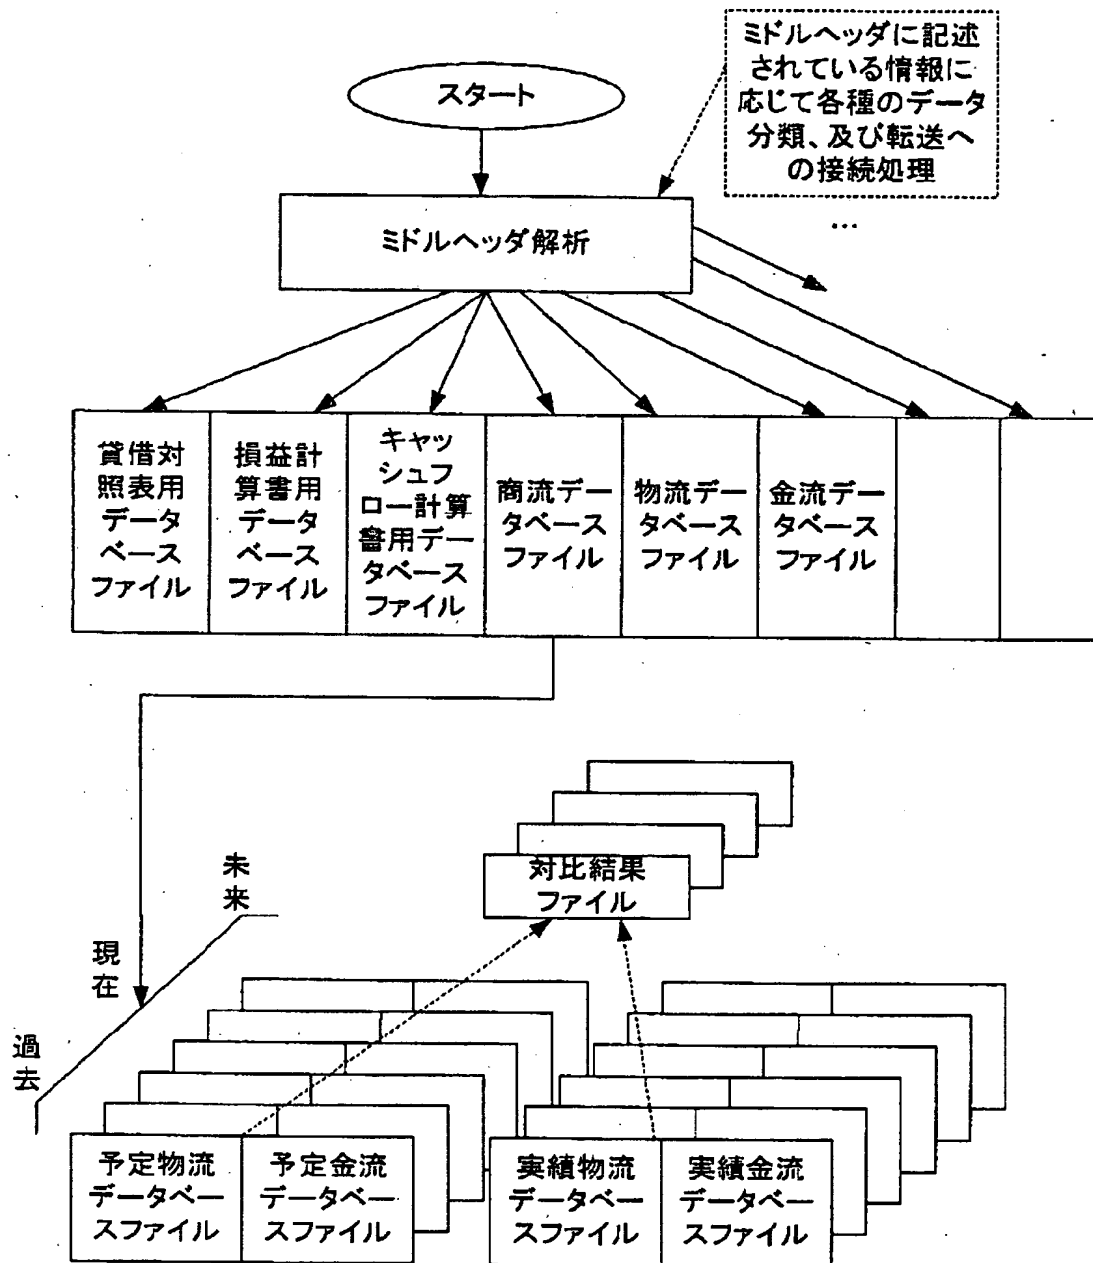 ミドルヘッダに記述
されている情報に
応じて各種のデータ
分類、及び転送へ
の接続処理
スタート
…
ミドルヘッダ解析
貸借対
照表用
データ
ベース
ファイル
損益計
算書用
データ
ベース
ファイル
キャッ
シュフ
ロー計算
書用デー
タベース
ファイル
商流デー
タベース
ファイル
物流デー
タベース
ファイル
金流デー
タベース
ファイル
対比結果
ファイル
未
来
現
在
過
去
予定物流
データベー
スファイル
予定金流
データベー
スファイル
実績物流
データベー
スファイル
実績金流
データベー
スファイル